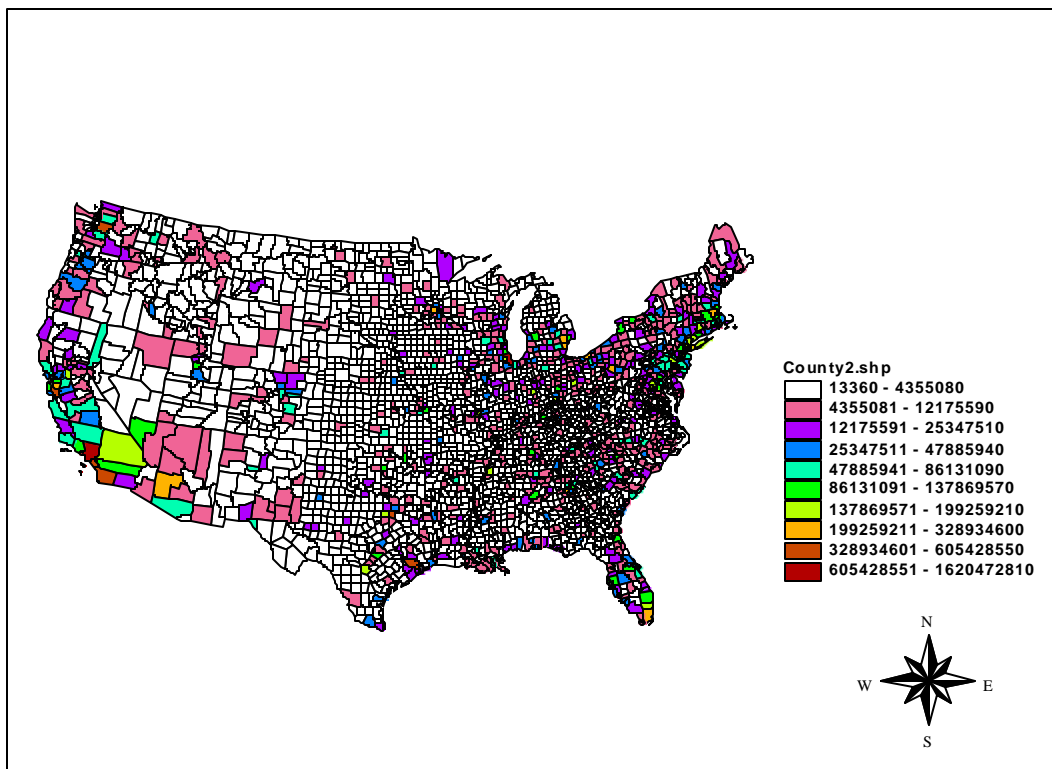 County2.shp
13360 - 4355080
4355081 - 12175590
12175591 - 25347510
25347511 - 47885940
47885941 - 86131090
86131091 - 137869570
137869571 - 199259210
199259211 - 328934600
328934601 - 605428550
605428551 - 1620472810
N
W E
S